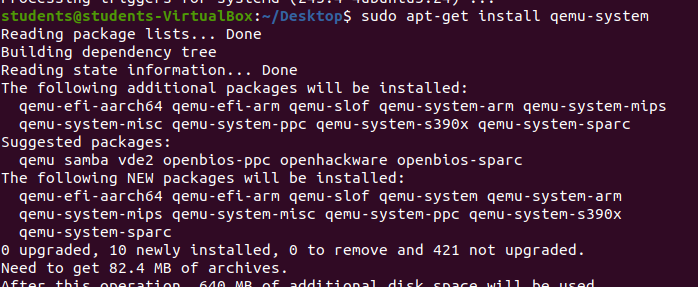 Processing triggers for systemd (245.4-4ubuntu3.24) ...
students@students-VirtualBox:~/Desktop$ sudo apt-get install qemu-system
Reading package lists... Done
Building dependency tree
Reading state information... Done
The following additional packages will be installed:
qemu-efi-aarch64 qemu-efi-arm qemu-slof qemu-system-arm qemu-system-mips
qemu-system-misc qemu-system-ppc qemu-system-s390x qemu-system-sparc
Suggested packages:
qemu samba vde2 openbios-ppc openhackware openbios-sparc
The following NEW packages will be installed:
qemu-efi-aarch64 qemu-efi-arm qemu-slof qemu-system qemu-system-arm
qemu-system-mips qemu-system-misc qemu-system-ppc qemu-system-s390x
qemu-system-sparc
0 upgraded, 10 newly installed, 0 to remove and 421 not upgraded.
Need to get 82.4 MB of archives.
After this operation, 640 MB of additional disk space will be used.